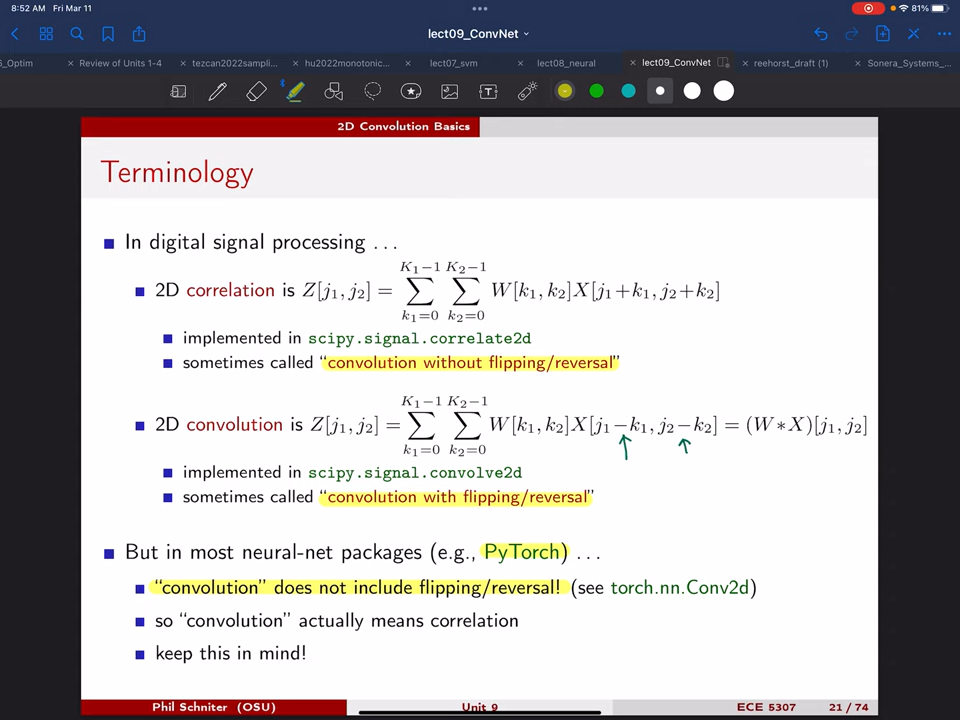 8:52 AM Fri Mar 11
81%
lect09_ConvNet
5_Optim
Review of Units 1-4
tezcan2022sampli...
hu2022monotonic...
lect07_svm
lect08_neural
lect09_ConvNet
reehorst_draft (1)
Sonera_Systems_...
2D Convolution Basics
Terminology
In digital signal processing . . .
2D correlation is Z[j₁, j₂] = ∑_{k₁=0}^{K₁−1} ∑_{k₂=0}^{K₂−1} W[k₁, k₂]X[j₁+k₁, j₂+k₂]
implemented in scipy.signal.correlate2d
sometimes called “convolution without flipping/reversal”
2D convolution is Z[j₁, j₂] = ∑_{k₁=0}^{K₁−1} ∑_{k₂=0}^{K₂−1} W[k₁, k₂]X[j₁−k₁, j₂−k₂] = (W∗X)[j₁, j₂]
implemented in scipy.signal.convolve2d
sometimes called “convolution with flipping/reversal”
But in most neural-net packages (e.g., PyTorch) . . .
“convolution” does not include flipping/reversal! (see torch.nn.Conv2d)
so “convolution” actually means correlation
keep this in mind!
Phil Schniter (OSU)
Unit 9
ECE 5307
21 / 74